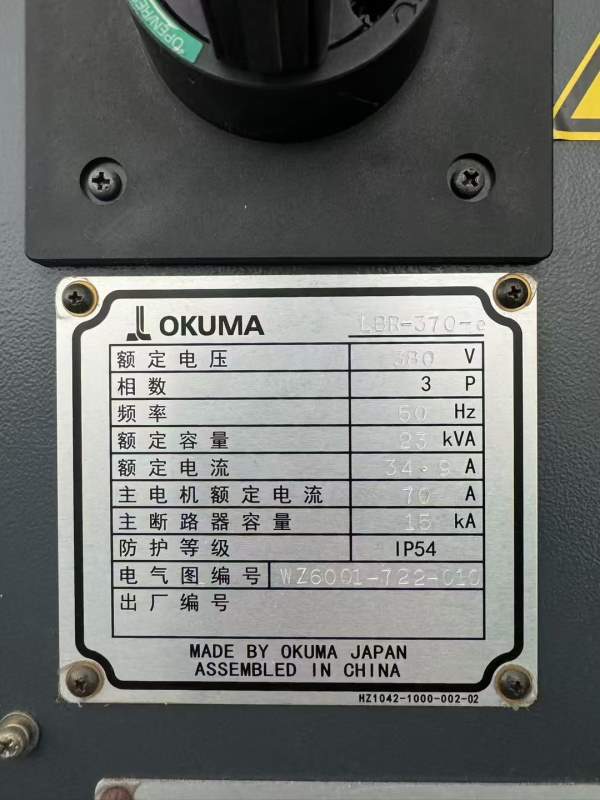 OPEN/RE
OKUMA LBR-370-e
额定电压 380 V
相数 3 P
频率 50 Hz
额定容量 23 kVA
额定电流 34.9 A
主电机额定电流 70 A
主断路器容量 15 kA
防护等级 IP54
电气图编号 WZ6001-722-010
出厂编号
MADE BY OKUMA JAPAN
ASSEMBLED IN CHINA
HZ1042-1000-002-02